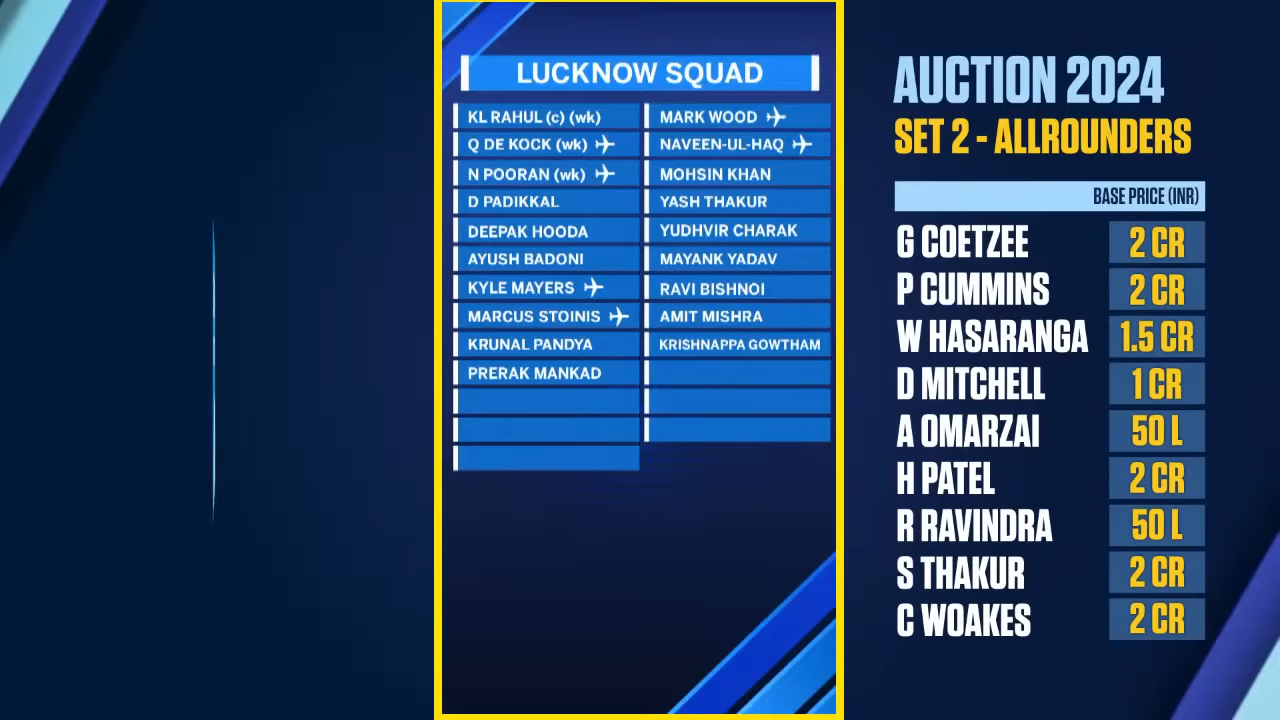 LUCKNOW SQUAD
KL RAHUL (c) (wk)
Q DE KOCK (wk)
N POORAN (wk)
D PADIKKAL
DEEPAK HOODA
AYUSH BADONI
KYLE MAYERS
MARCUS STOINIS
KRUNAL PANDYA
PRERAK MANKAD
MARK WOOD
NAVEEN-UL-HAQ
MOHSIN KHAN
YASH THAKUR
YUDHVIR CHARAK
MAYANK YADAV
RAVI BISHNOI
AMIT MISHRA
KRISHNAPPA GOWTHAM
AUCTION 2024
SET 2 - ALLROUNDERS
BASE PRICE (INR)
G COETZEE 2 CR
P CUMMINS 2 CR
W HASARANGA 1.5 CR
D MITCHELL 1 CR
A OMARZAI 50 L
H PATEL 2 CR
R RAVINDRA 50 L
S THAKUR 2 CR
C WOAKES 2 CR